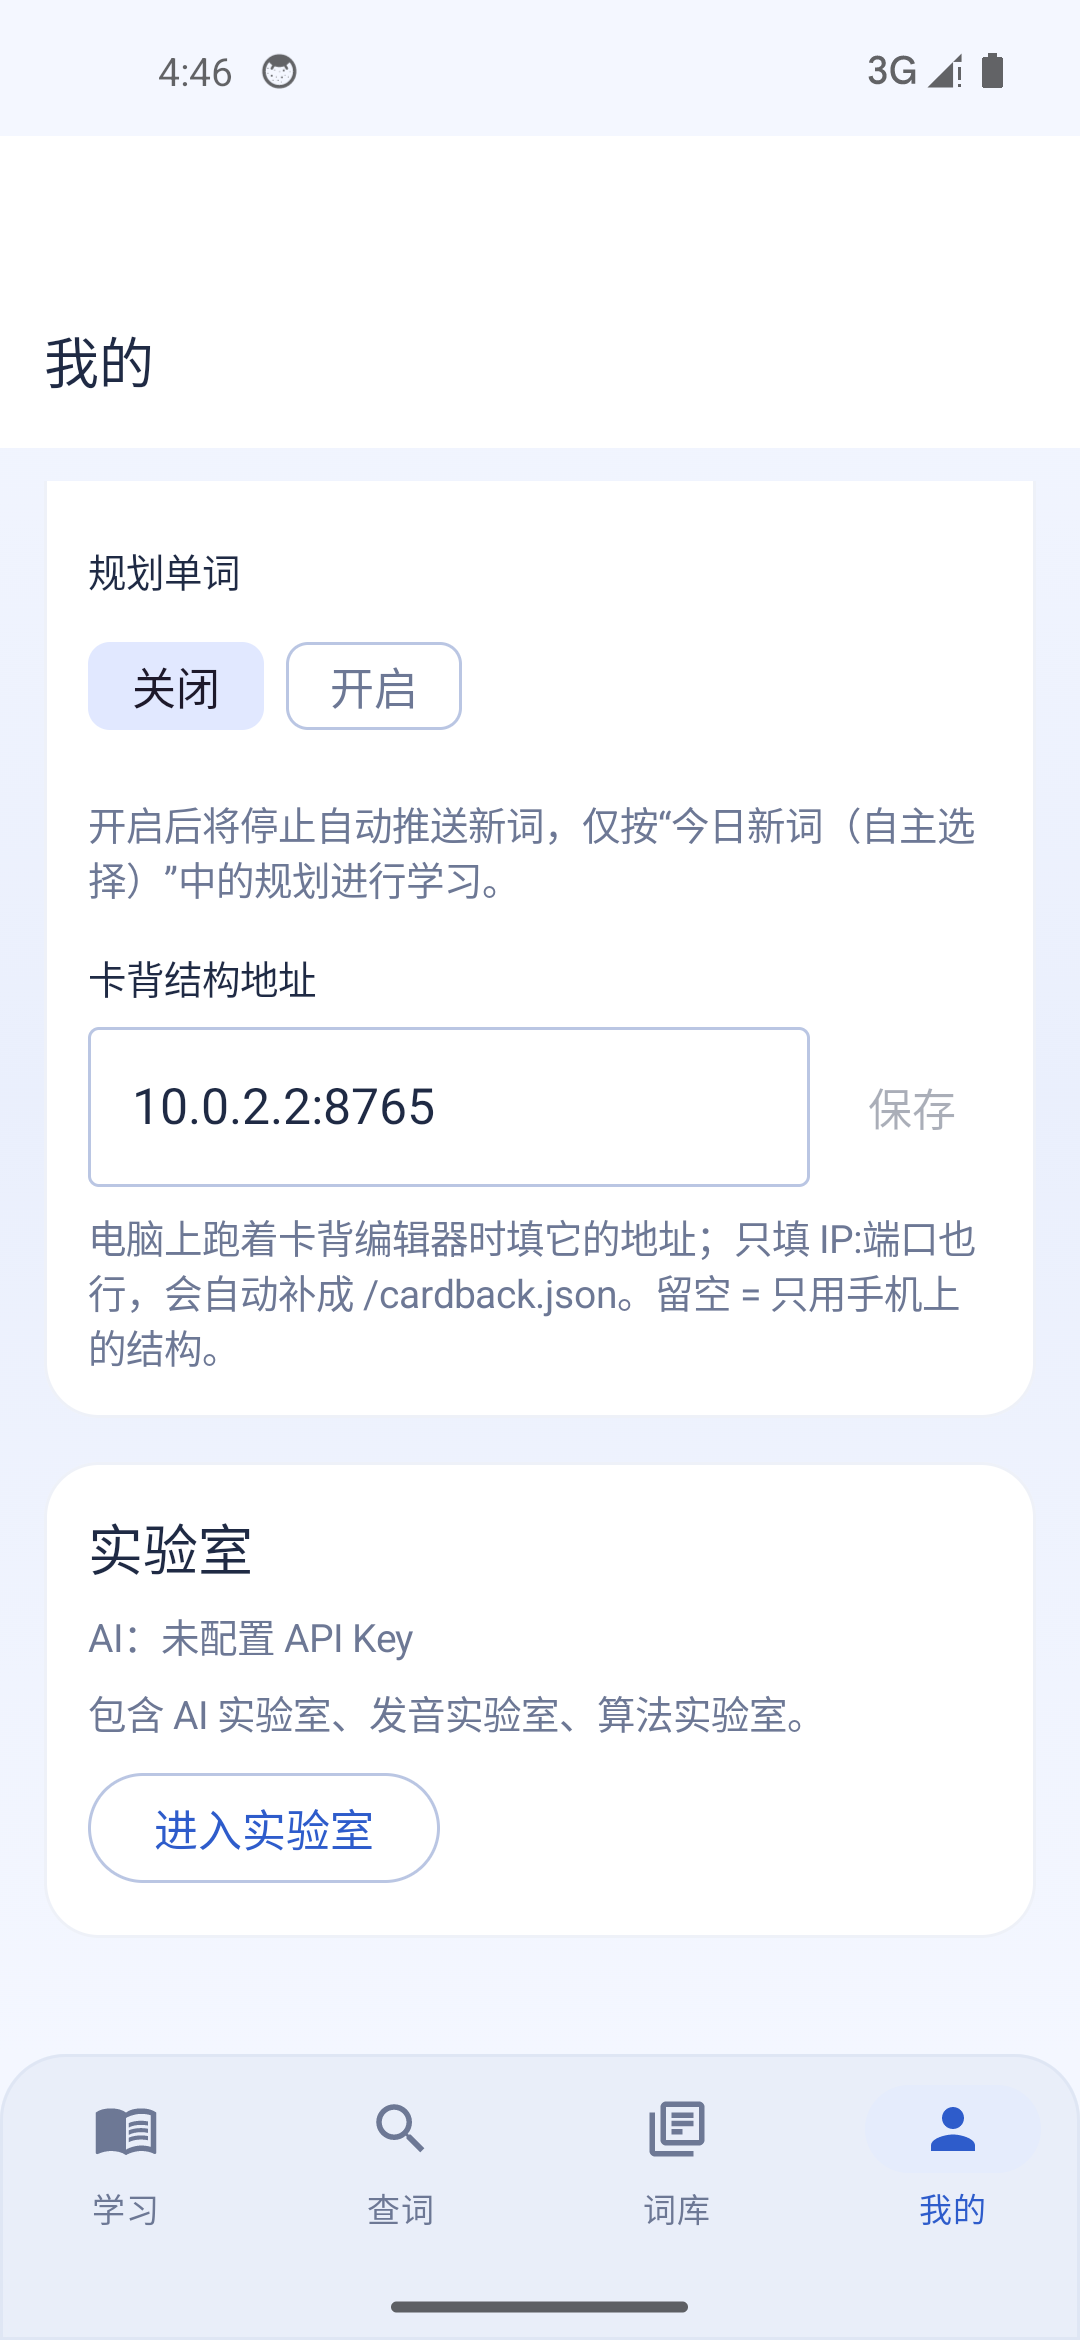 4:46
3G
我的
规划单词
关闭
开启
开启后将停止自动推送新词，仅按“今日新词（自主选
择）”中的规划进行学习。
卡背结构地址
10.0.2.2:8765
保存
电脑上跑着卡背编辑器时填它的地址；只填 IP:端口也
行，会自动补成 /cardback.json。留空 = 只用手机上
的结构。
实验室
AI：未配置 API Key
包含 AI 实验室、发音实验室、算法实验室。
进入实验室
学习
查词
词库
我的